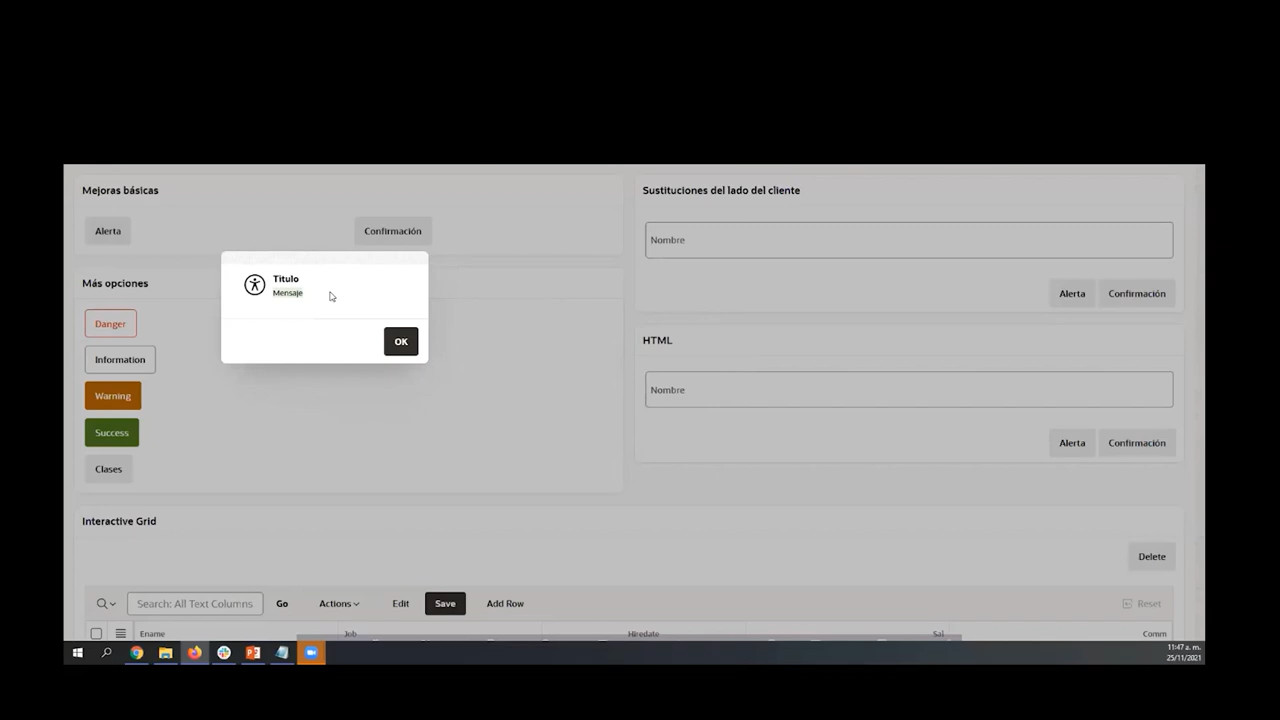 Mejoras básicas
Alerta
Confirmación
Titulo
Mensaje
OK
Más opciones
Danger
Information
Warning
Success
Clases
Sustituciones del lado del cliente
Nombre
Alerta
Confirmación
HTML
Nombre
Alerta
Confirmación
Interactive Grid
Delete
Search: All Text Columns
Go
Actions
Edit
Save
Add Row
Reset
Ename
Job
Hiredate
Sal
Comm
11:47 a. m.
25/11/2021